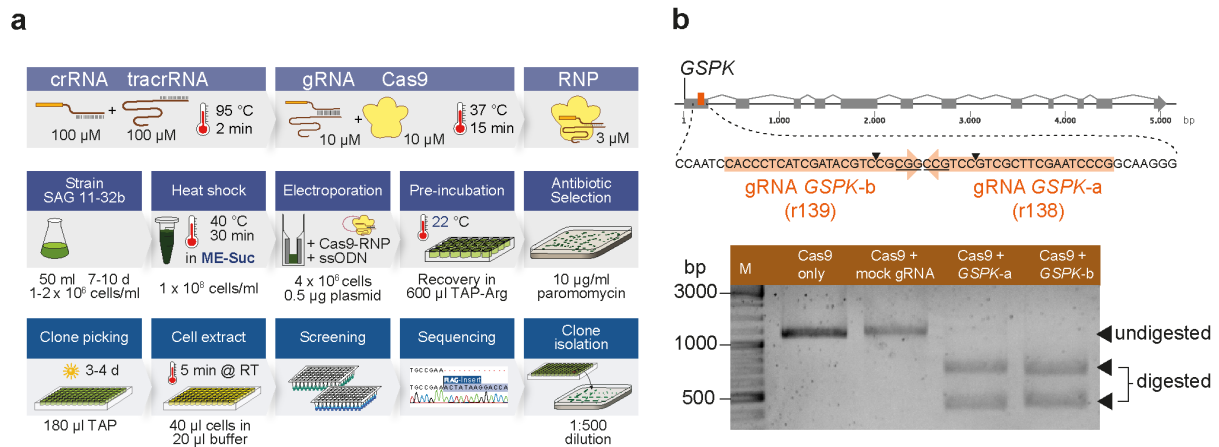 a
crRNA tracrRNA
+
100 µM
100 µM
95 °C
2 min
gRNA Cas9
+
10 µM
10 µM
37 °C
15 min
RNP
3 µM
Strain
SAG 11-32b
50 ml 7-10 d
1-2 x 10⁶ cells/ml
Heat shock
40 °C
30 min
in ME-Suc
1 x 10⁸ cells/ml
Electroporation
+ Cas9-RNP
+ ssODN
4 x 10⁶ cells
0.5 µg plasmid
Pre-incubation
22 °C
Recovery in
600 µl TAP-Arg
Antibiotic
Selection
10 µg/ml
paromomycin
Clone picking
3-4 d
180 µl TAP
Cell extract
5 min @ RT
40 µl cells in
20 µl buffer
Screening
Sequencing
TGCCGAA
FLAG-Insert
TGCCGAAACTATAAGGACCA
Clone
isolation
1:500
dilution
b
GSPK
1 1.000 2.000 3.000 4.000 5.000 bp
CCAATCCACCCTCATCGATACGTCCGCGGGCCGTCCGTCGCTTCGAATCCCGGCAAGGG
gRNA GSPK-b
(r139)
gRNA GSPK-a
(r138)
bp
M
Cas9
only
Cas9 +
mock gRNA
Cas9 +
GSPK-a
Cas9 +
GSPK-b
3000
1000
500
undigested
digested